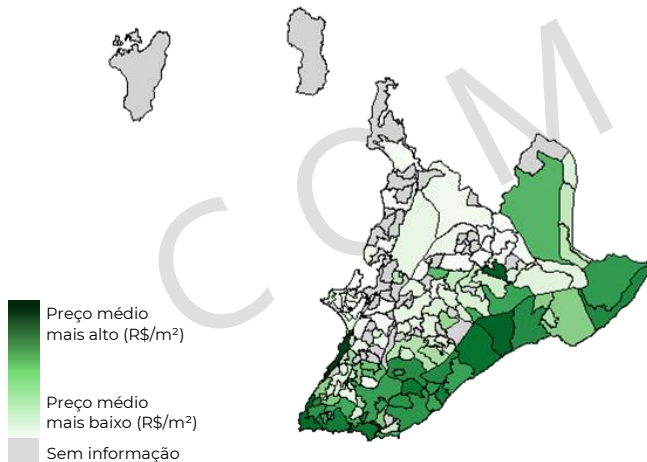 COM
Preço médio
mais alto (R$/m²)
Preço médio
mais baixo (R$/m²)
Sem informação